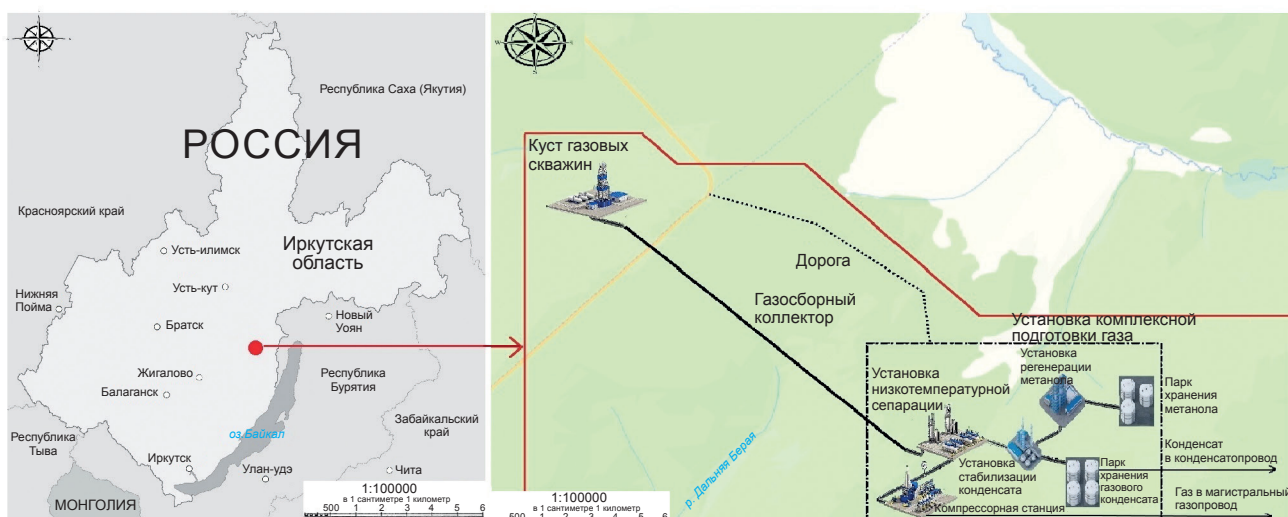 Республика Саха (Якутия)
РОССИЯ
Красноярский край
Иркутская
область
Усть-илимск
Усть-кут
Нижняя
Пойма
Братск
Новый
Уоян
Жигалово
Балаганск
Республика
Бурятия
Забайкальский
край
Республика
Тыва
оз.Байкал
Иркутск
Улан-удэ
Чита
МОНГОЛИЯ
1:100000
в 1 сантиметре 1 километр
500 1 2 3 4 5 6
N
W
E
S
Куст газовых
скважин
Дорога
Газосборный
коллектор
Установка комплексной
подготовки газа
Установка
регенерации
метанола
Парк
хранения
метанола
Установка
низкотемпературной
сепарации
Конденсат
в конденсатопровод
Установка
стабилизации
конденсата
Парк
хранения
газового
конденсата
Газ в магистральный
газопровод
Компрессорная станция
р. Дальняя Берая
1:100000
в 1 сантиметре 1 километр
500 1 2 3 4 5 6